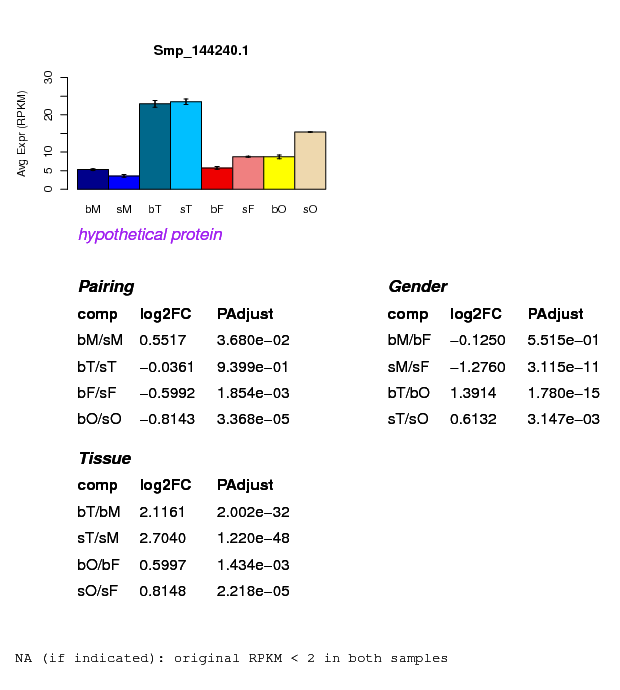 Smp_144240.1
Avg Expr (RPKM)
0 5 10 20 30
bM sM bT sT bF sF bO sO
hypothetical protein
Pairing
comp log2FC PAdjust
bM/sM 0.5517 3.680e−02
bT/sT −0.0361 9.399e−01
bF/sF −0.5992 1.854e−03
bO/sO −0.8143 3.368e−05
Gender
comp log2FC PAdjust
bM/bF −0.1250 5.515e−01
sM/sF −1.2760 3.115e−11
bT/bO 1.3914 1.780e−15
sT/sO 0.6132 3.147e−03
Tissue
comp log2FC PAdjust
bT/bM 2.1161 2.002e−32
sT/sM 2.7040 1.220e−48
bO/bF 0.5997 1.434e−03
sO/sF 0.8148 2.218e−05
NA (if indicated): original RPKM < 2 in both samples